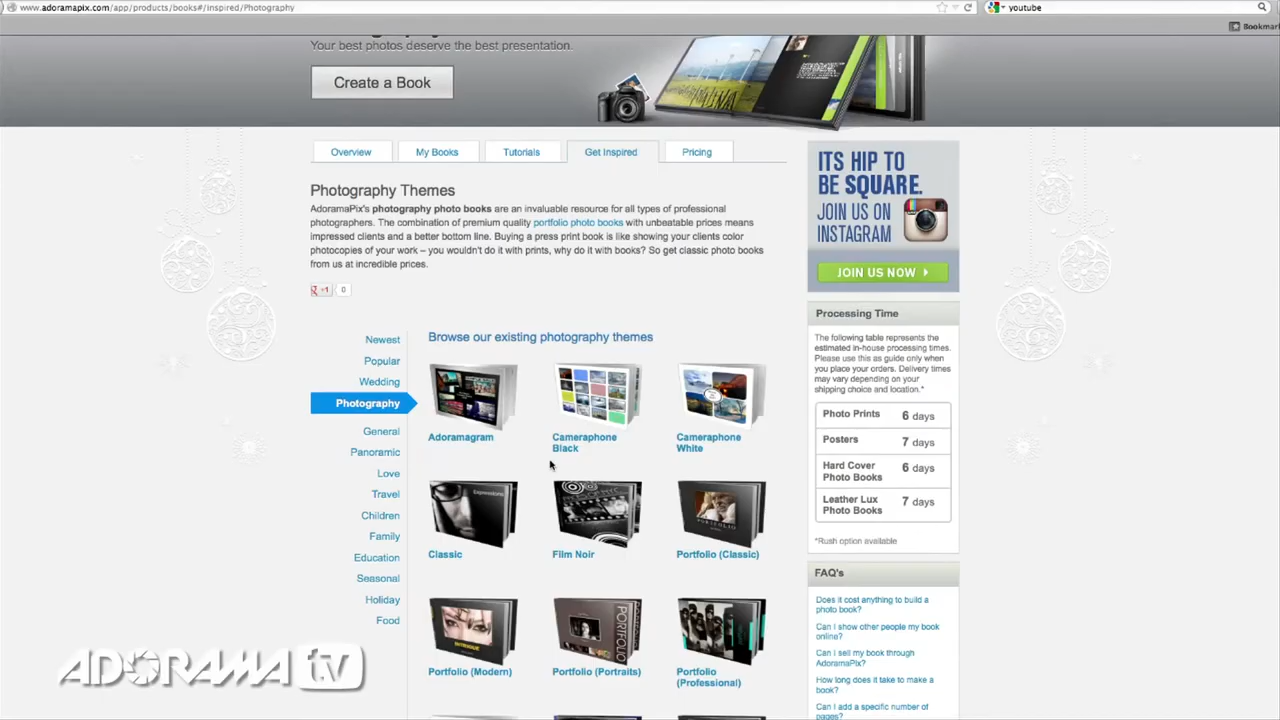 www.adoramapix.com/app/products/books#/inspired/Photography
youtube
Bookmar
Your best photos deserve the best presentation.
Create a Book
Overview
My Books
Tutorials
Get Inspired
Pricing
Photography Themes
AdoramaPix's photography photo books are an invaluable resource for all types of professional
photographers. The combination of premium quality portfolio photo books with unbeatable prices means
impressed clients and a better bottom line. Buying a press print book is like showing your clients color
photocopies of your work – you wouldn't do it with prints, why do it with books? So get classic photo books
from us at incredible prices.
+1
0
Newest
Popular
Wedding
Photography
General
Panoramic
Love
Travel
Children
Family
Education
Seasonal
Holiday
Food
Browse our existing photography themes
Adoramagram
Cameraphone
Black
Cameraphone
White
Expressions
Classic
Film Noir
PORTFOLIO
Portfolio (Classic)
Portfolio (Modern)
PORTFOLIO
Portfolio (Portraits)
Portfolio
(Professional)
ITS HIP TO
BE SQUARE.
JOIN US ON
INSTAGRAM
JOIN US NOW
Processing Time
The following table represents the
estimated in-house processing times.
Please use this as guide only when
you place your orders. Delivery times
may vary depending on your
shipping choice and location.*
Photo Prints 6 days
Posters 7 days
Hard Cover
Photo Books 6 days
Leather Lux
Photo Books 7 days
*Rush option available
FAQ's
Does it cost anything to build a
photo book?
Can I show other people my book
online?
Can I sell my book through
AdoramaPix?
How long does it take to make a
book?
Can I add a specific number of
pages?
ADORAMA tv